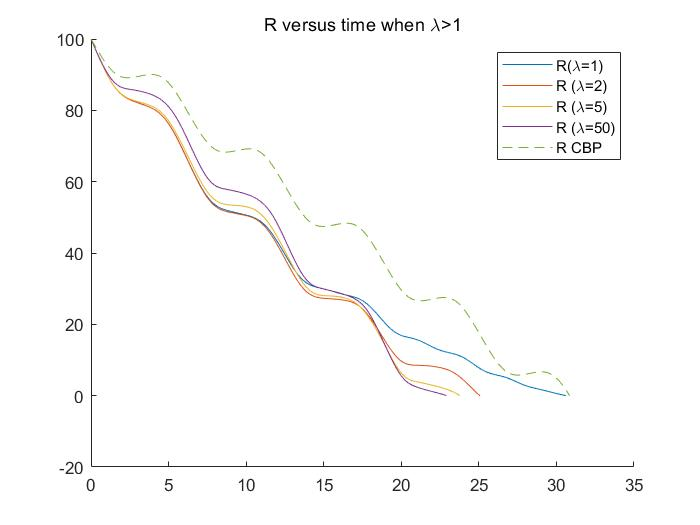 R versus time when λ>1
100
80
60
40
20
0
-20
0 5 10 15 20 25 30 35
R(λ=1)
R (λ=2)
R (λ=5)
R (λ=50)
R CBP